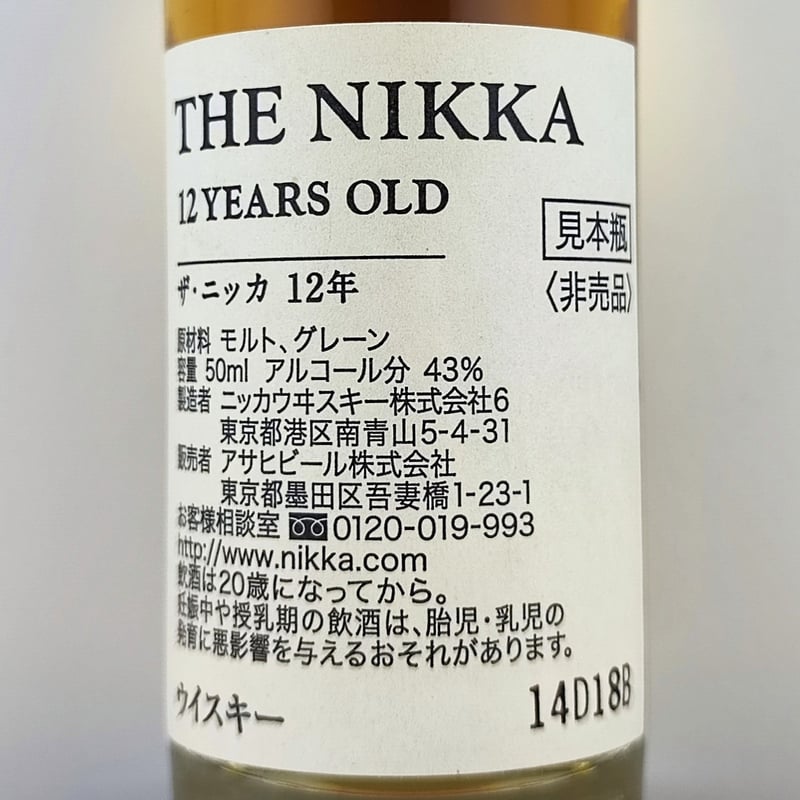 THE NIKKA
12 YEARS OLD
見本瓶
〈非売品〉
ザ・ニッカ 12年
原材料 モルト、グレーン
容量 50ml アルコール分 43%
製造者 ニッカウヰスキー株式会社6
東京都港区南青山5-4-31
販売者 アサヒビール株式会社
東京都墨田区吾妻橋1-23-1
お客様相談室 0120-019-993
http://www.nikka.com
飲酒は20歳になってから。
妊娠中や授乳期の飲酒は、胎児・乳児の
発育に悪影響を与えるおそれがあります。
ウイスキー
14D18B